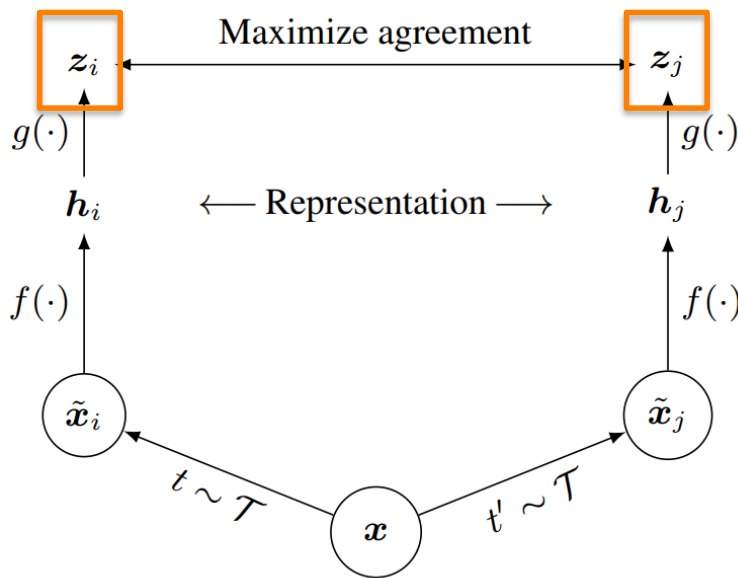 Maximize agreement
z_i z_j
g(·) g(·)
h_i ← Representation → h_j
f(·) f(·)
x̃_i x̃_j
t ∼ 𝒯 t′ ∼ 𝒯
x